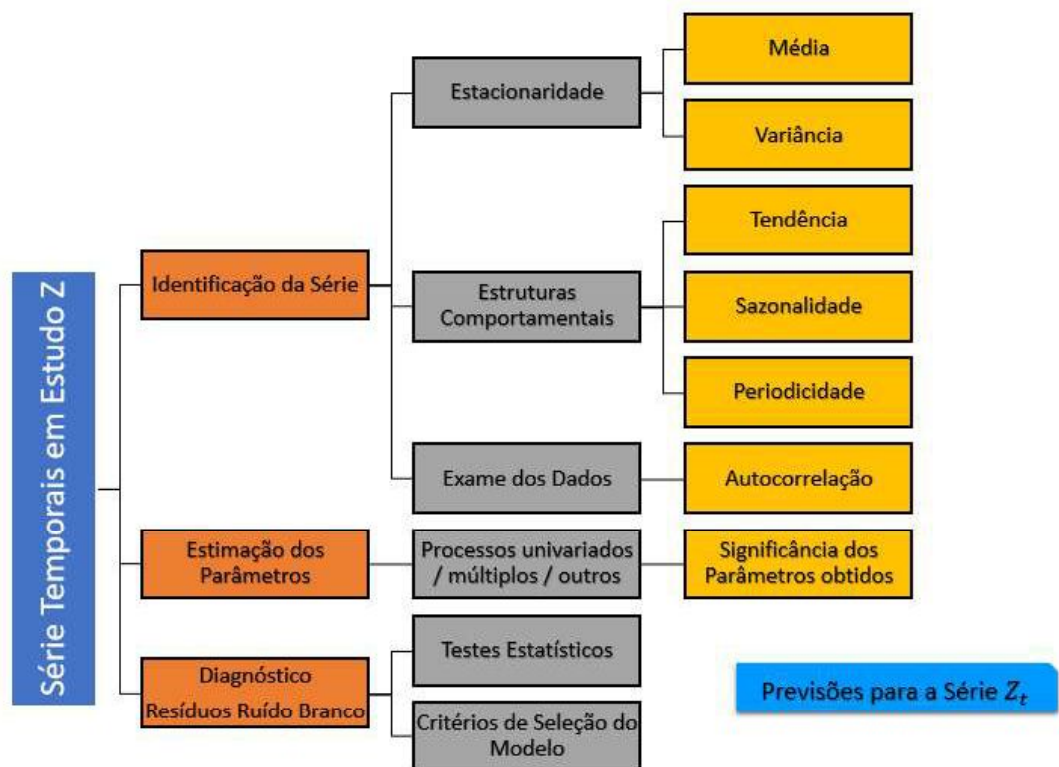 Série Temporais em Estudo Z
Identificação da Série
Estacionaridade
Média
Variância
Estruturas
Comportamentais
Tendência
Sazonalidade
Periodicidade
Exame dos Dados
Autocorrelação
Estimação dos
Parâmetros
Processos univariados
/ múltiplos / outros
Significância dos
Parâmetros obtidos
Diagnóstico
Resíduos Ruído Branco
Testes Estatísticos
Critérios de Seleção do
Modelo
Previsões para a Série Z_t